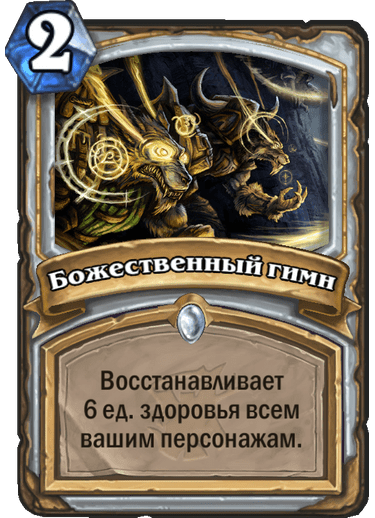 2
Божественный гимн
Восстанавливает
6 ед. здоровья всем
вашим персонажам.